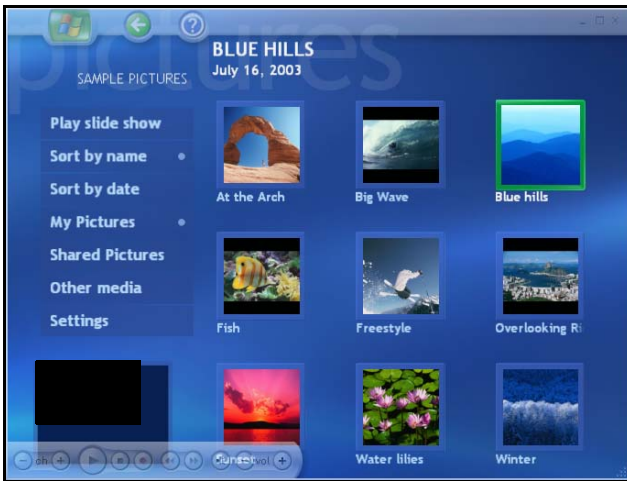 pictures
BLUE HILLS
July 16, 2003
SAMPLE PICTURES
Play slide show
Sort by name
Sort by date
My Pictures
Shared Pictures
Other media
Settings
At the Arch
Big Wave
Blue hills
Fish
Freestyle
Overlooking Ri
Sunset
Water lilies
Winter
ch
vol